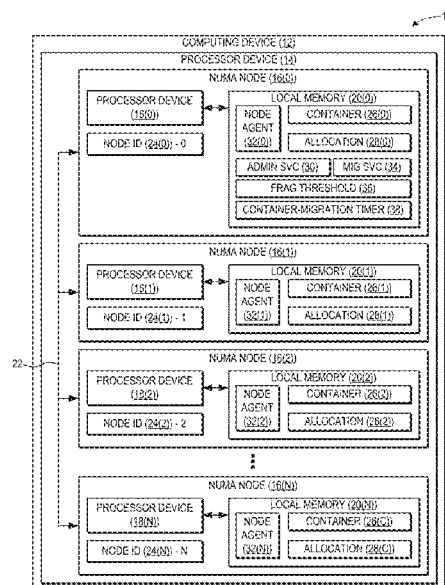 COMPUTING DEVICE (12)
PROCESSOR DEVICE (14)
NUMA NODE (16(0))
PROCESSOR DEVICE (18(0))
NODE ID (24(0)) - 0
LOCAL MEMORY (20(0))
NODE AGENT (32(0))
CONTAINER (26(0))
ALLOCATION (28(0))
ADMIN SVC (30)
MIG SVC (34)
FRAG THRESHOLD (36)
CONTAINER-MIGRATION TIMER (38)
NUMA NODE (16(1))
PROCESSOR DEVICE (18(1))
NODE ID (24(1)) - 1
LOCAL MEMORY (20(1))
NODE AGENT (32(1))
CONTAINER (26(1))
ALLOCATION (28(1))
22
NUMA NODE (16(2))
PROCESSOR DEVICE (18(2))
NODE ID (24(2)) - 2
LOCAL MEMORY (20(2))
NODE AGENT (32(2))
CONTAINER (26(2))
ALLOCATION (28(2))
NUMA NODE (16(N))
PROCESSOR DEVICE (18(N))
NODE ID (24(N)) - N
LOCAL MEMORY (20(N))
NODE AGENT (32(N))
CONTAINER (26(C))
ALLOCATION (28(C))